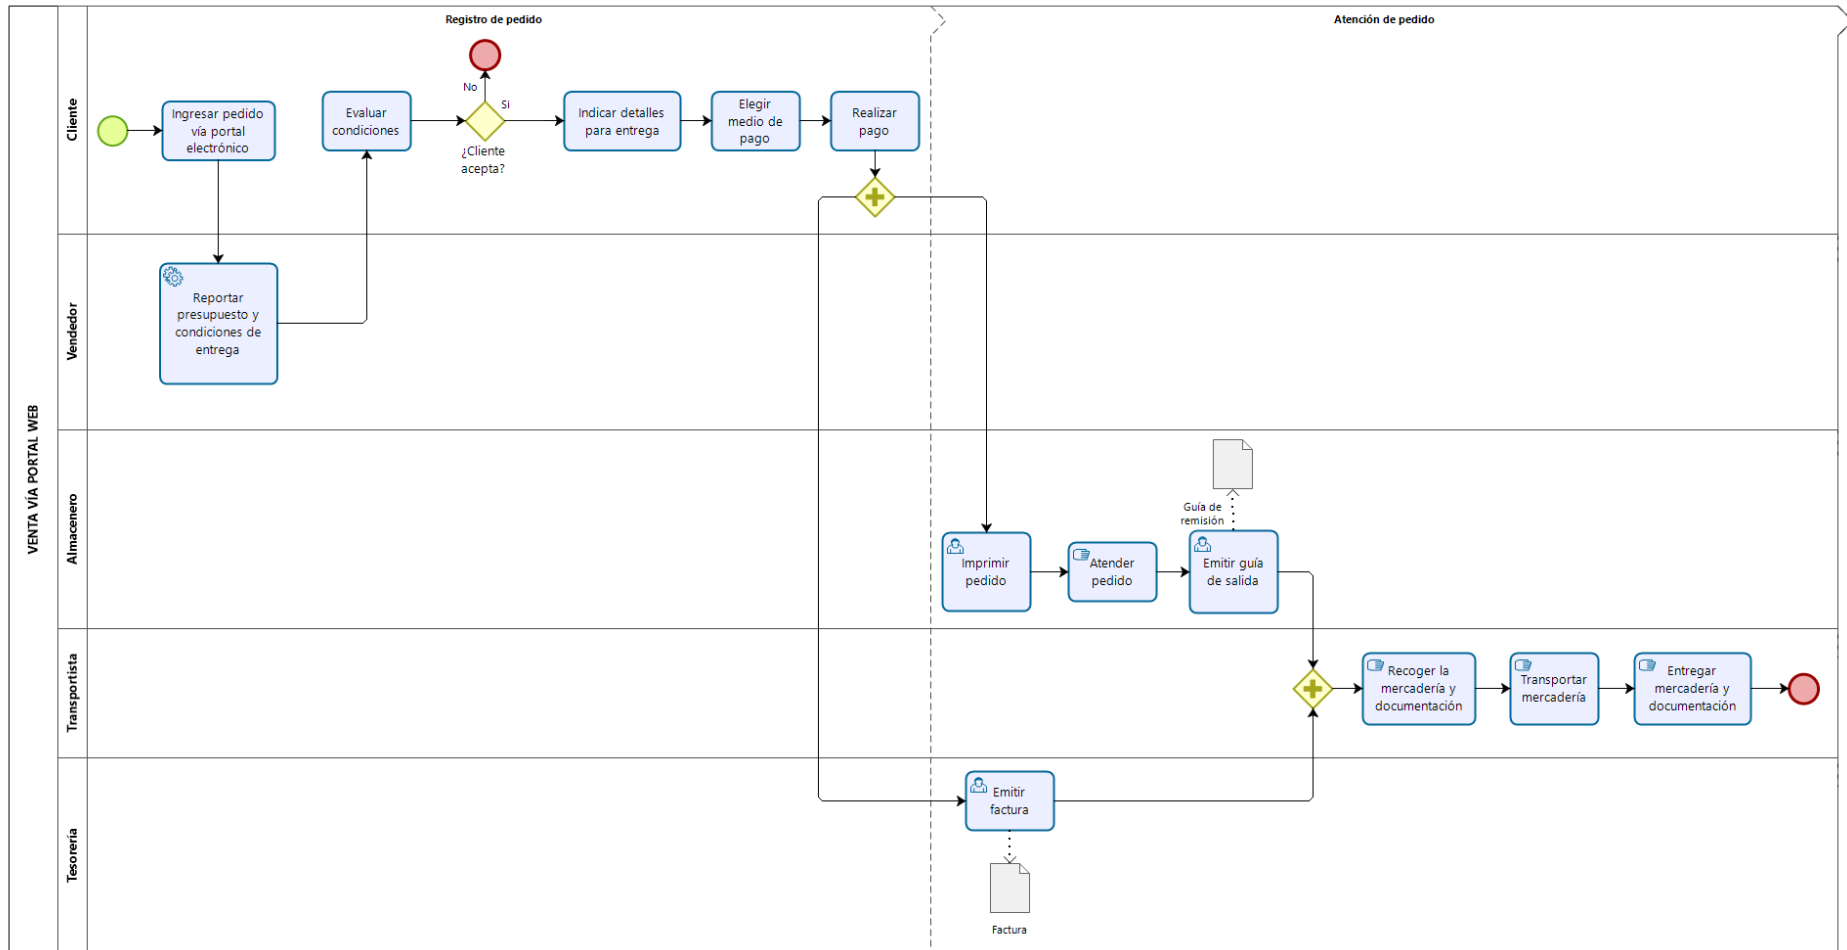 VENTA VÍA PORTAL WEB
Registro de pedido
Atención de pedido
Cliente
Ingresar pedido
vía portal
electrónico
Evaluar
condiciones
No
Si
¿Cliente
acepta?
Indicar detalles
para entrega
Elegir
medio de
pago
Realizar
pago
Vendedor
Reportar
presupuesto y
condiciones de
entrega
Almacenero
Imprimir
pedido
Atender
pedido
Guía de
remisión
Emitir guía
de salida
Transportista
Recoger la
mercadería y
documentación
Transportar
mercadería
Entregar
mercadería y
documentación
Tesorería
Emitir
factura
Factura